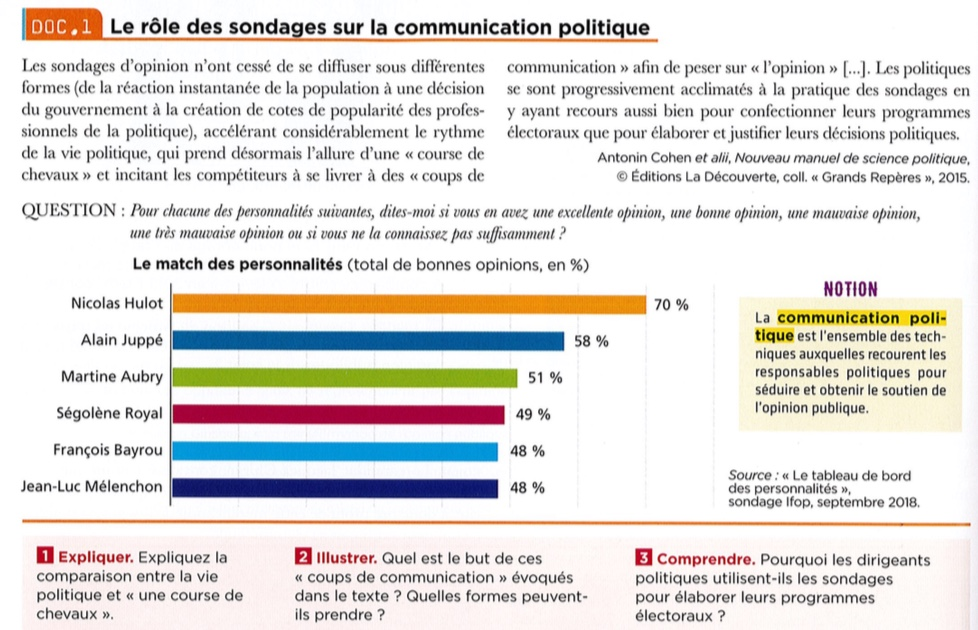 DOC.1 Le rôle des sondages sur la communication politique
Les sondages d'opinion n'ont cessé de se diffuser sous différentes
formes (de la réaction instantanée de la population à une décision
du gouvernement à la création de cotes de popularité des profes-
sionnels de la politique), accélérant considérablement le rythme
de la vie politique, qui prend désormais l'allure d'une « course de
chevaux » et incitant les compétiteurs à se livrer à des « coups de
communication » afin de peser sur « l'opinion » [...]. Les politiques
se sont progressivement acclimatés à la pratique des sondages en
y ayant recours aussi bien pour confectionner leurs programmes
électoraux que pour élaborer et justifier leurs décisions politiques.
Antonin Cohen et alii, Nouveau manuel de science politique,
© Éditions La Découverte, coll. « Grands Repères », 2015.
QUESTION : Pour chacune des personnalités suivantes, dites-moi si vous en avez une excellente opinion, une bonne opinion, une mauvaise opinion,
une très mauvaise opinion ou si vous ne la connaissez pas suffisamment ?
Le match des personnalités (total de bonnes opinions, en %)
Nicolas Hulot 70 %
Alain Juppé 58 %
Martine Aubry 51 %
Ségolène Royal 49 %
François Bayrou 48 %
Jean-Luc Mélenchon 48 %
NOTION
La communication poli-
tique est l'ensemble des tech-
niques auxquelles recourent les
responsables politiques pour
séduire et obtenir le soutien de
l'opinion publique.
Source : « Le tableau de bord
des personnalités »,
sondage Ifop, septembre 2018.
1 Expliquer. Expliquez la
comparaison entre la vie
politique et « une course de
chevaux ».
2 Illustrer. Quel est le but de ces
« coups de communication » évoqués
dans le texte ? Quelles formes peuvent-
ils prendre ?
3 Comprendre. Pourquoi les dirigeants
politiques utilisent-ils les sondages
pour élaborer leurs programmes
électoraux ?